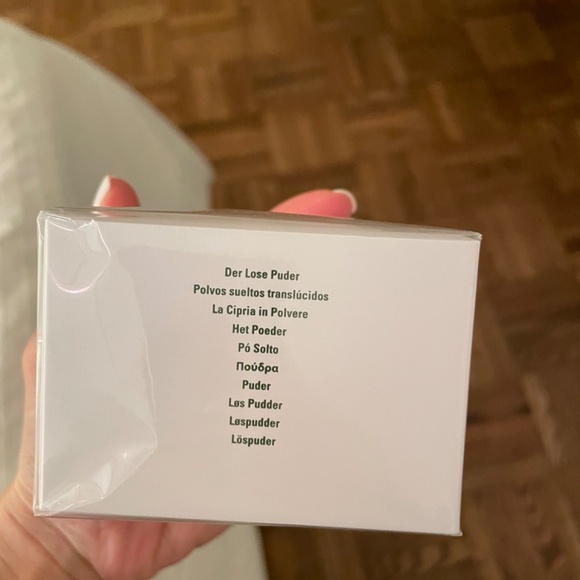 Der Lose Puder
Polvos sueltos translúcidos
La Cipria in Polvere
Het Poeder
Pó Solto
Πούδρα
Puder
Løs Pudder
Løspudder
Löspuder